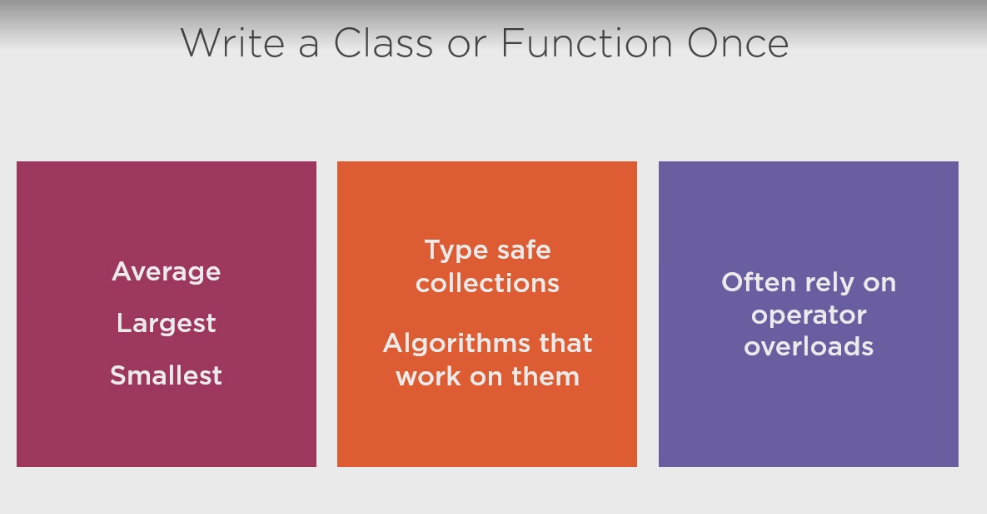 Write a Class or Function Once
Average
Largest
Smallest
Type safe
collections
Algorithms that
work on them
Often rely on
operator
overloads